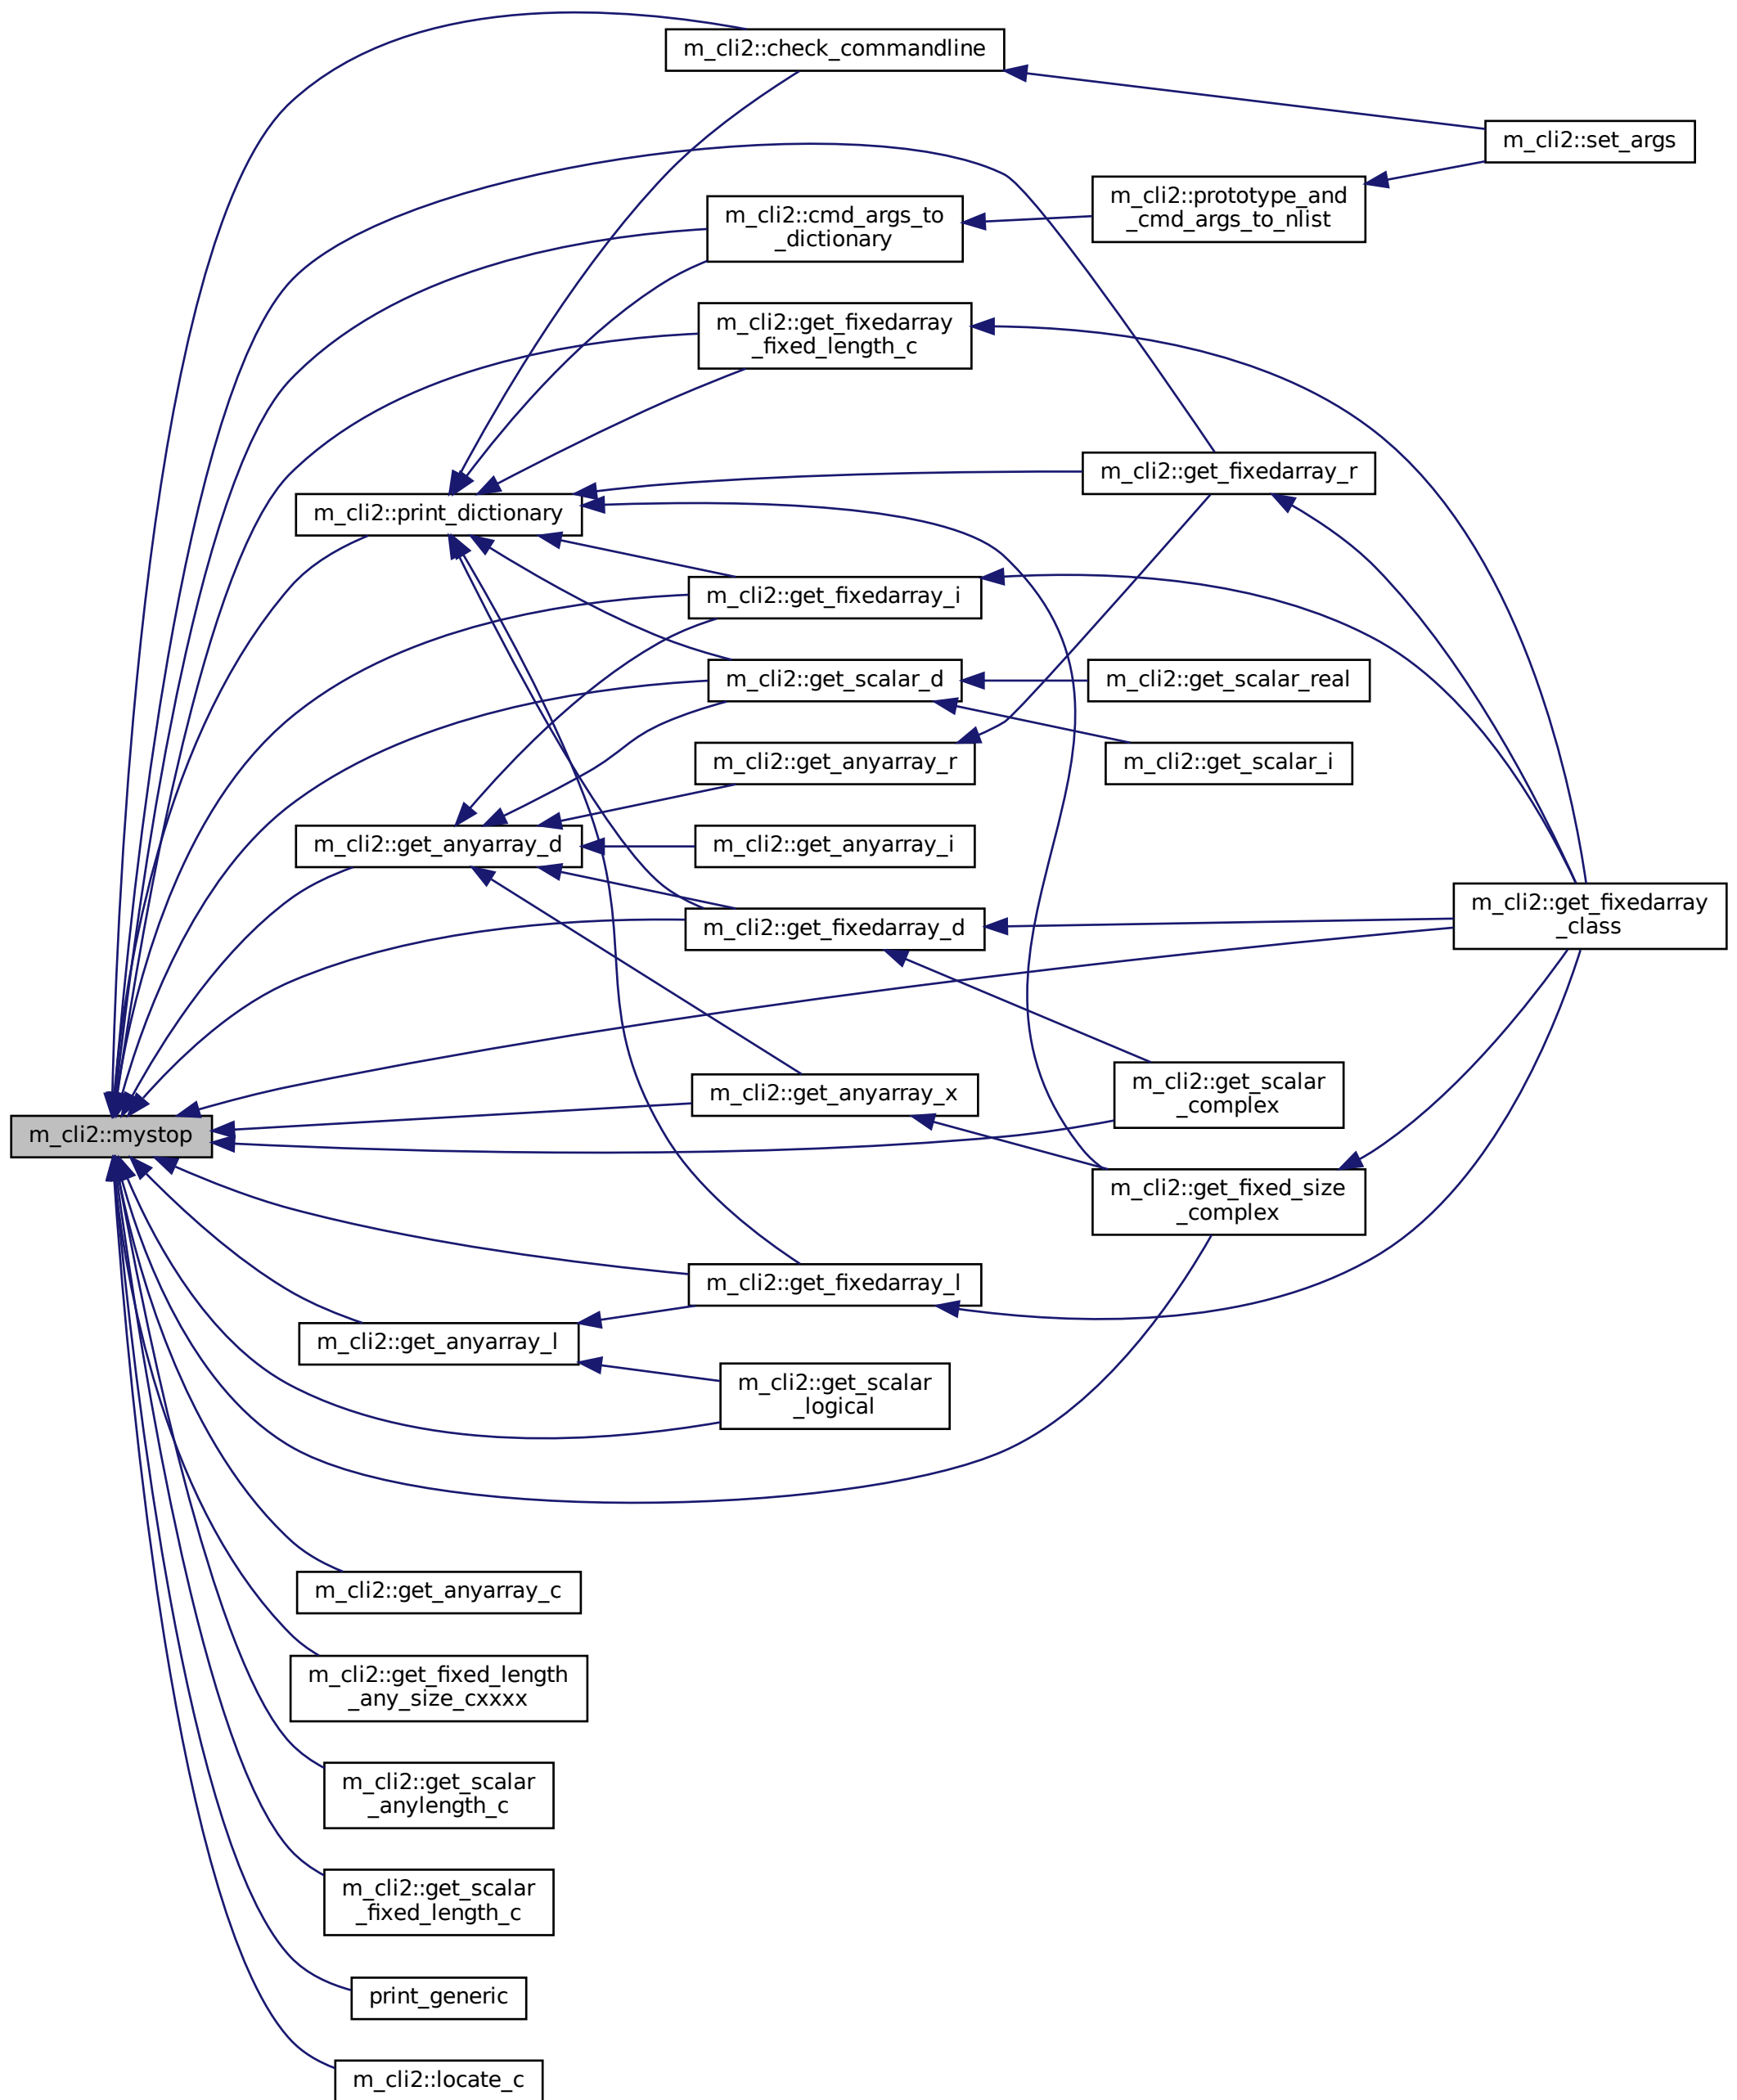 m_cli2::check_commandline
m_cli2::set_args
m_cli2::prototype_and
_cmd_args_to_nlist
m_cli2::cmd_args_to
_dictionary
m_cli2::get_fixedarray
_fixed_length_c
m_cli2::get_fixedarray_r
m_cli2::print_dictionary
m_cli2::get_fixedarray_i
m_cli2::get_scalar_d
m_cli2::get_scalar_real
m_cli2::get_anyarray_r
m_cli2::get_scalar_i
m_cli2::get_anyarray_d
m_cli2::get_anyarray_i
m_cli2::get_fixedarray
_class
m_cli2::get_fixedarray_d
m_cli2::get_anyarray_x
m_cli2::get_scalar
_complex
m_cli2::mystop
m_cli2::get_fixed_size
_complex
m_cli2::get_fixedarray_l
m_cli2::get_anyarray_l
m_cli2::get_scalar
_logical
m_cli2::get_anyarray_c
m_cli2::get_fixed_length
_any_size_cxxxx
m_cli2::get_scalar
_anylength_c
m_cli2::get_scalar
_fixed_length_c
print_generic
m_cli2::locate_c